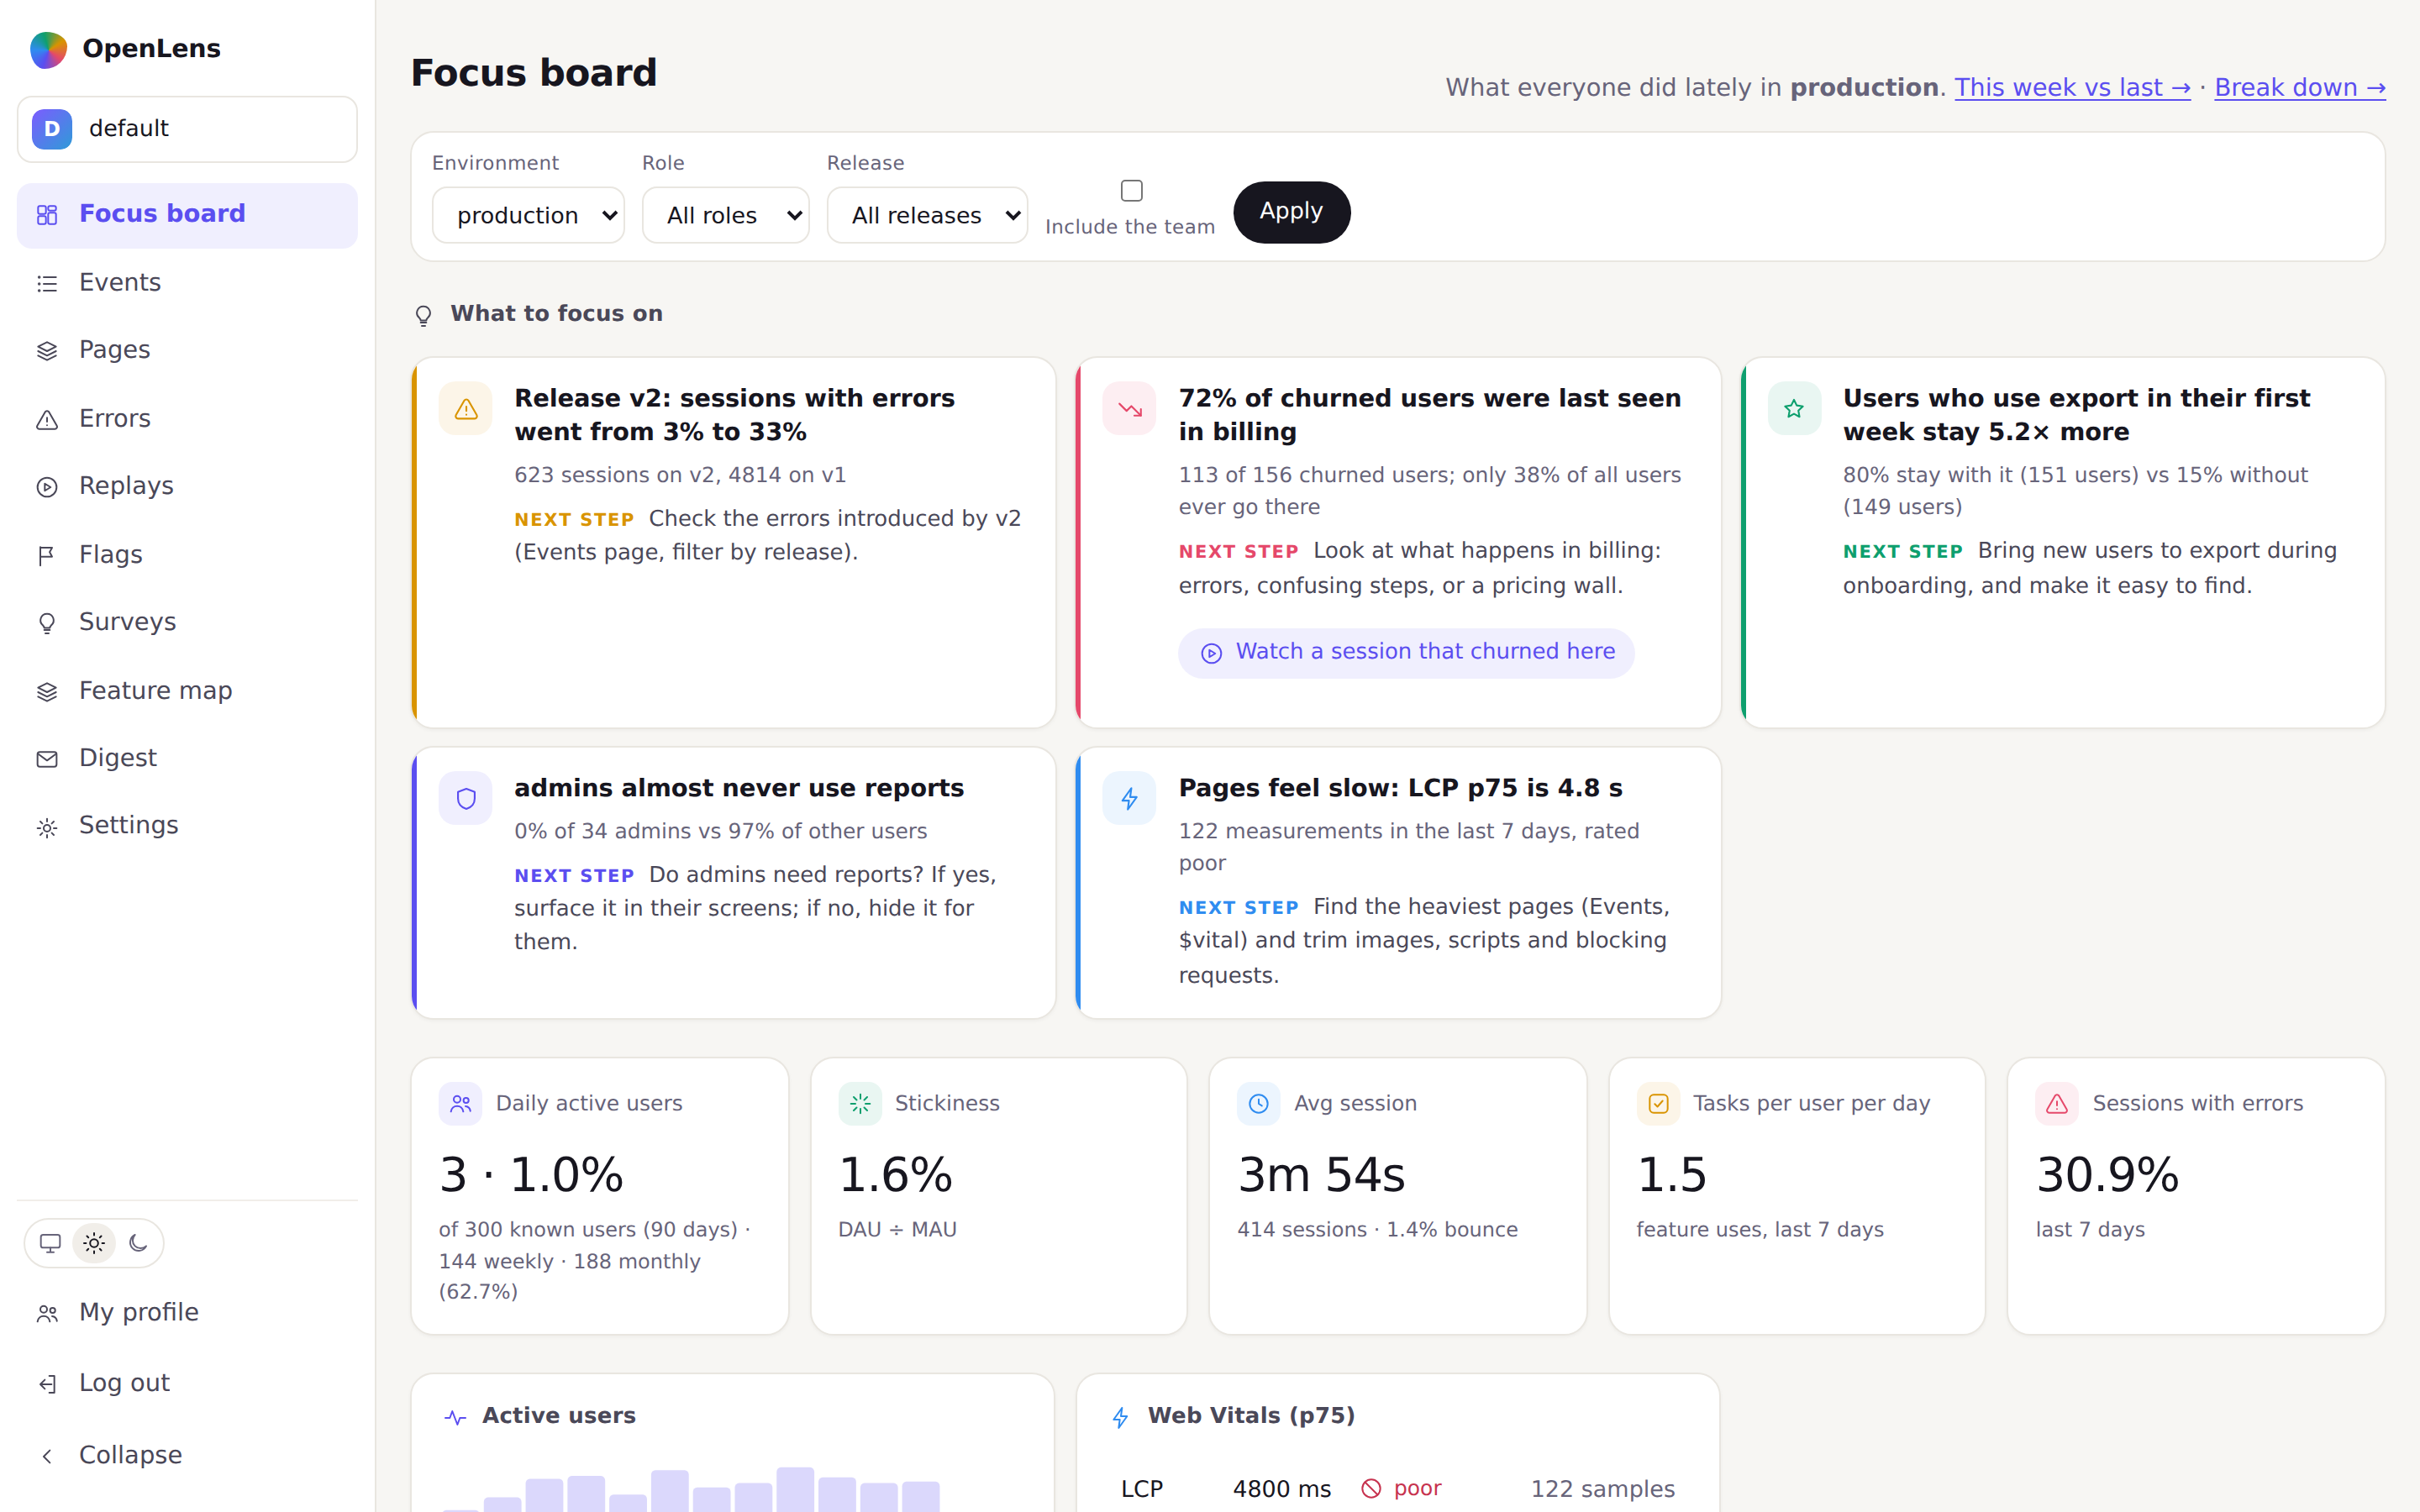 OpenLens
D default
Focus board
Events
Pages
Errors
Replays
Flags
Surveys
Feature map
Digest
Settings
My profile
Log out
Collapse
Focus board
What everyone did lately in production. This week vs last → · Break down →
Environment Role Release
production All roles All releases Include the team Apply
What to focus on
Release v2: sessions with errors
went from 3% to 33%
623 sessions on v2, 4814 on v1
NEXT STEP Check the errors introduced by v2
(Events page, filter by release).
72% of churned users were last seen
in billing
113 of 156 churned users; only 38% of all users
ever go there
NEXT STEP Look at what happens in billing:
errors, confusing steps, or a pricing wall.
Watch a session that churned here
Users who use export in their first
week stay 5.2× more
80% stay with it (151 users) vs 15% without
(149 users)
NEXT STEP Bring new users to export during
onboarding, and make it easy to find.
admins almost never use reports
0% of 34 admins vs 97% of other users
NEXT STEP Do admins need reports? If yes,
surface it in their screens; if no, hide it for
them.
Pages feel slow: LCP p75 is 4.8 s
122 measurements in the last 7 days, rated
poor
NEXT STEP Find the heaviest pages (Events,
$vital) and trim images, scripts and blocking
requests.
Daily active users
3 · 1.0%
of 300 known users (90 days) ·
144 weekly · 188 monthly
(62.7%)
Stickiness
1.6%
DAU ÷ MAU
Avg session
3m 54s
414 sessions · 1.4% bounce
Tasks per user per day
1.5
feature uses, last 7 days
Sessions with errors
30.9%
last 7 days
Active users
Web Vitals (p75)
LCP 4800 ms poor 122 samples